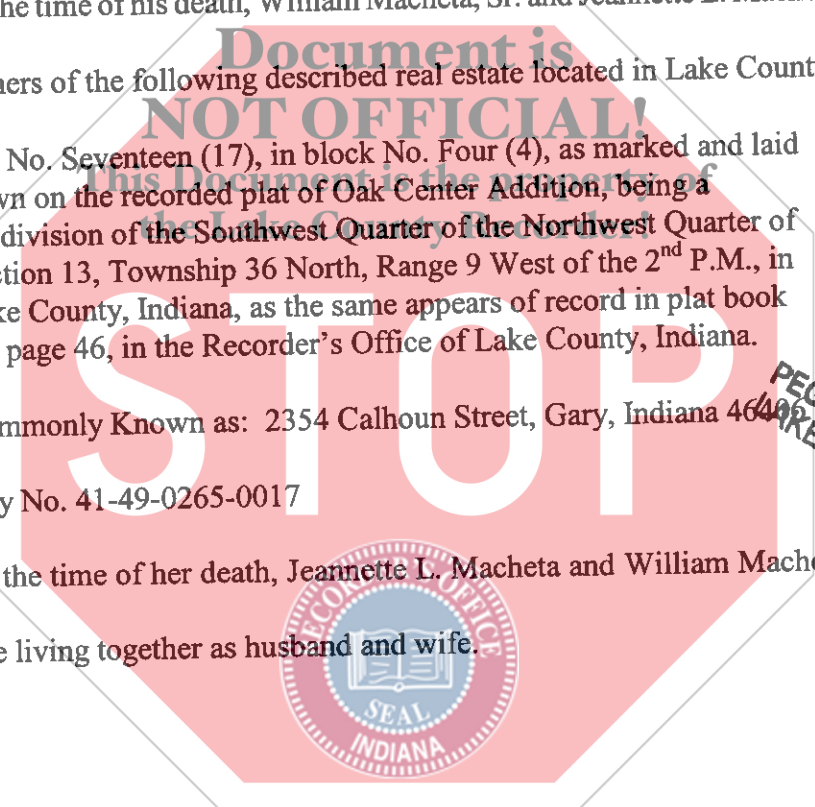 he time of his death, William Macheta, Sr. and Jeannette L.
Document is
ners of the following described real estate located in Lake Count
NOT OFFICIAL!
No. Seventeen (17), in block No. Four (4), as marked and laid
This Document is the property of
wn on the recorded plat of Oak Center Addition, being a
the Lake County Recorder!
division of the Southwest Quarter of the Northwest Quarter of
ction 13, Township 36 North, Range 9 West of the 2nd P.M., in
ke County, Indiana, as the same appears of record in plat book
page 46, in the Recorder's Office of Lake County, Indiana.
STOP
PEG
mmonly Known as: 2354 Calhoun Street, Gary, Indiana 46406
LAKE
y No. 41-49-0265-0017
the time of her death, Jeannette L. Macheta and William Mache
e living together as husband and wife.
RECORDER'S OFFICE
SEAL
INDIANA